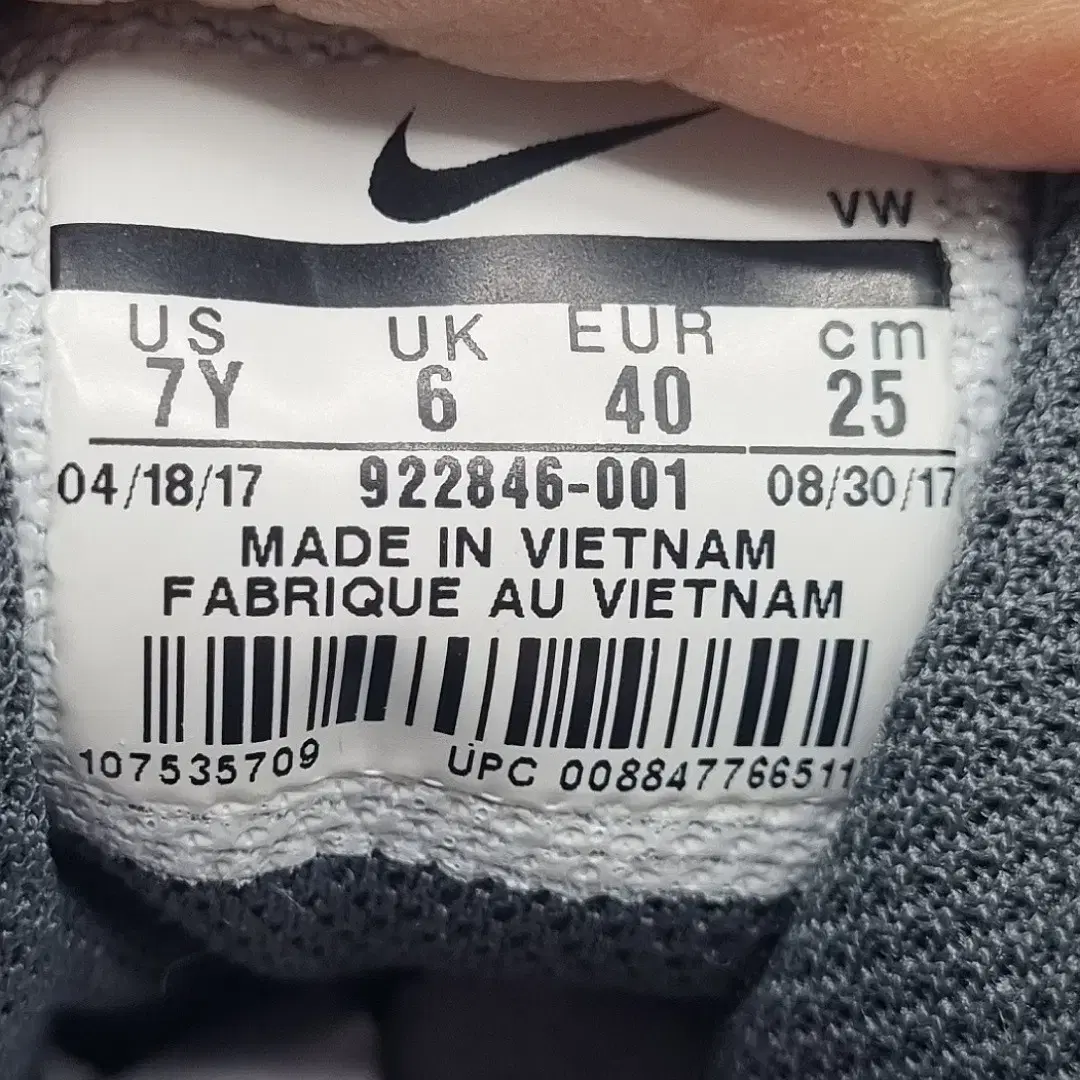 VW
US UK EUR cm
7Y 6 40 25
04/18/17 922846-001 08/30/17
MADE IN VIETNAM
FABRIQUE AU VIETNAM
107535709 UPC